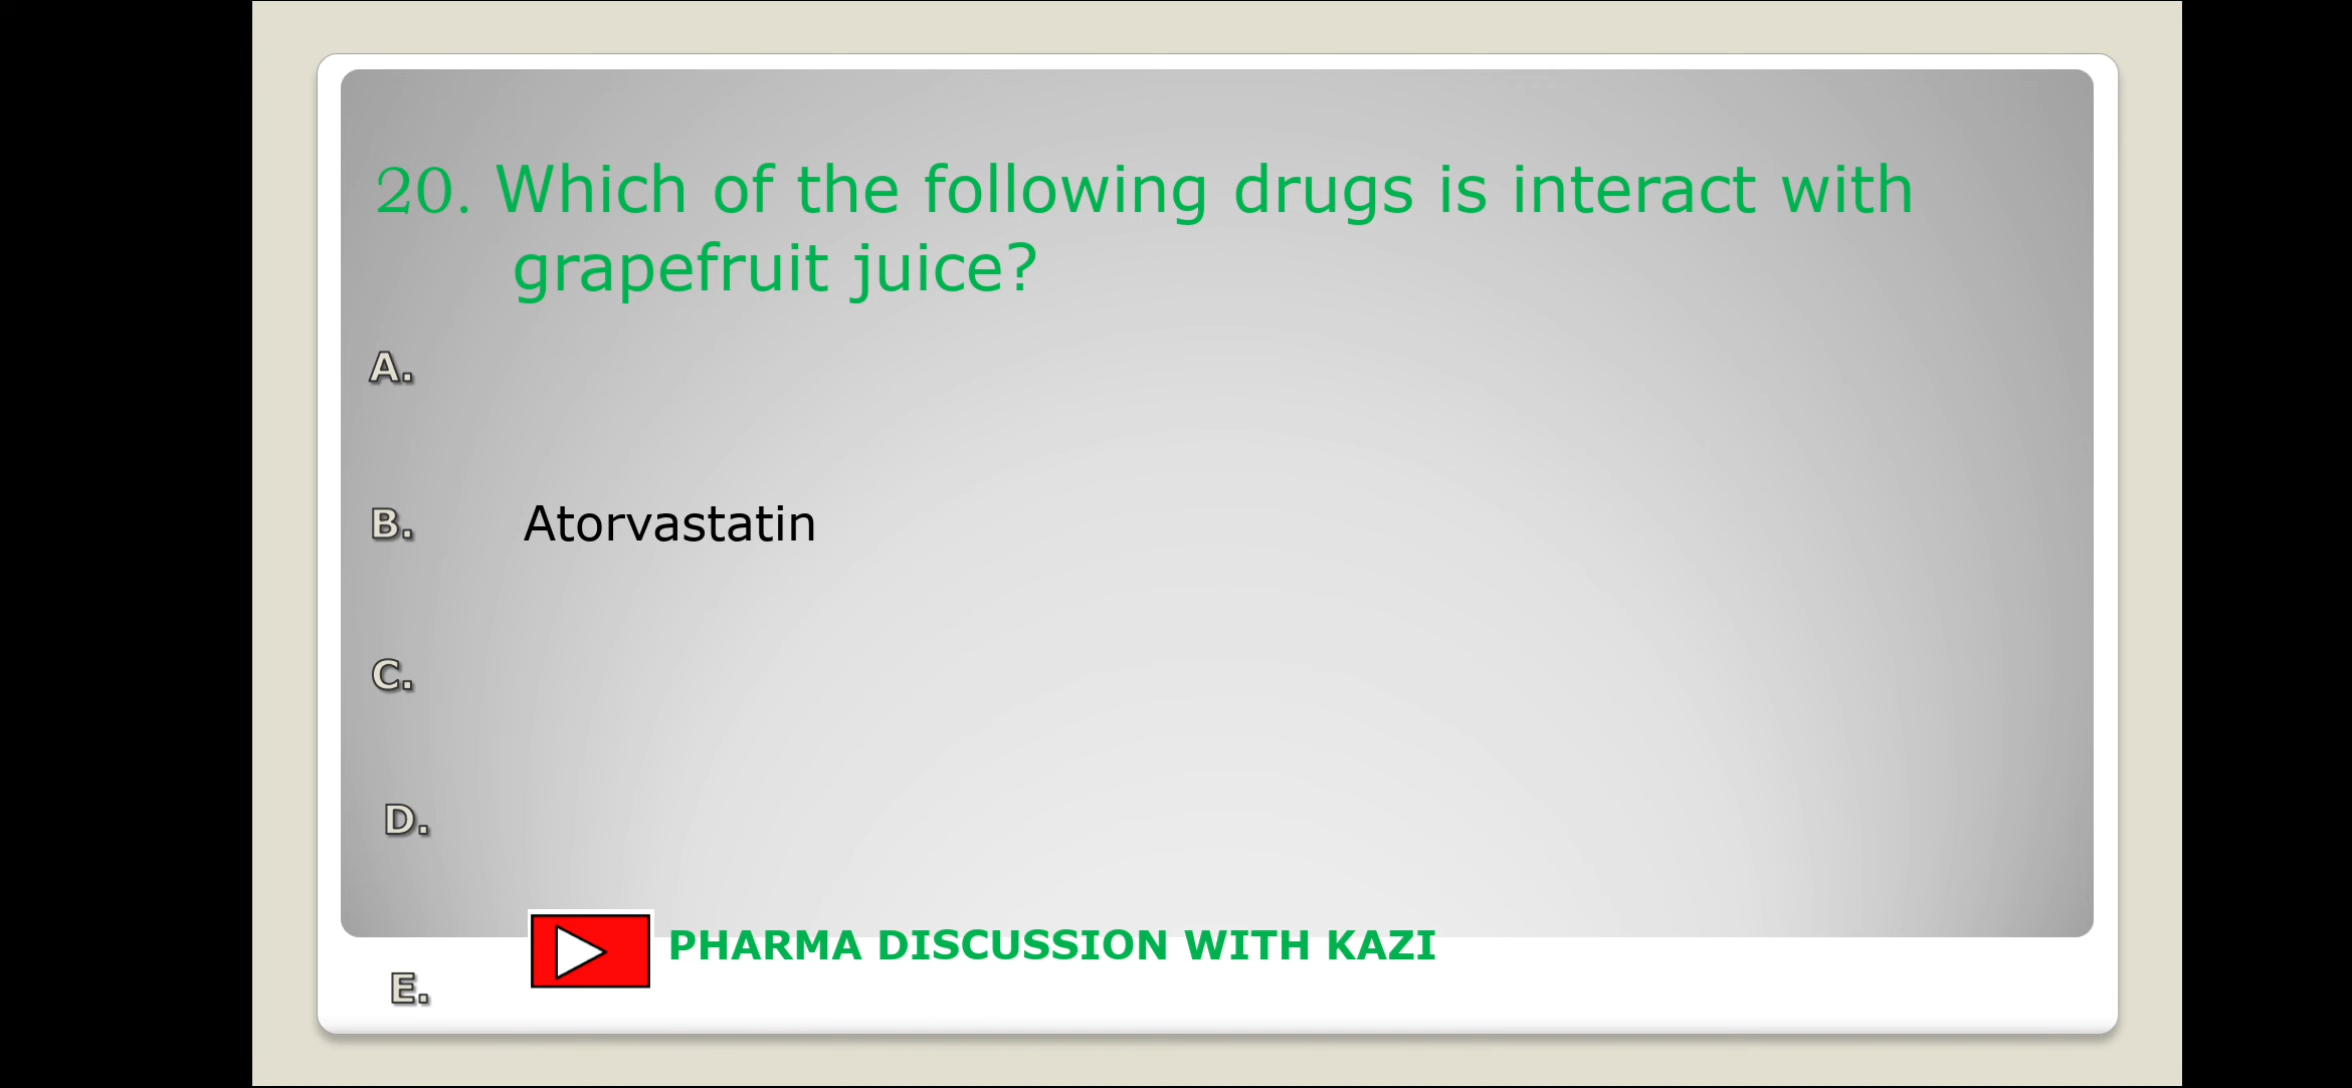 20. Which of the following drugs is interact with
grapefruit juice?
A.
B. Atorvastatin
C.
D.
PHARMA DISCUSSION WITH KAZI
E.